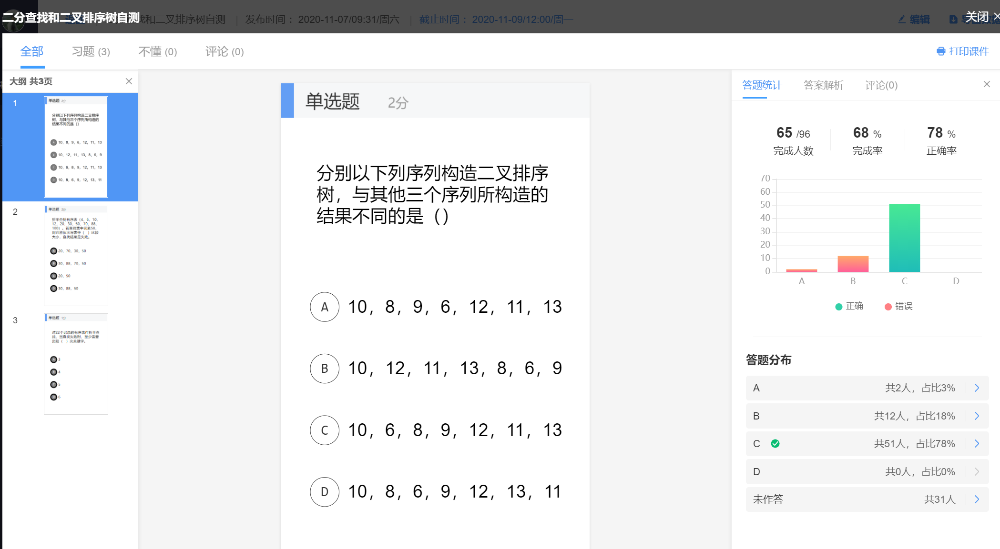 二分查找和二叉排序树自测
找和二叉排序树自测
发布时间： 2020-11-07/09:31/周六
截止时间： 2020-11-09/12:00/周一
编辑
关闭
全部
习题 (3)
不懂 (0)
评论 (0)
打印课件
大纲 共3页
1
单选题 2分
分别以下列序列构造二叉排序
树，与其他三个序列所构造的
结果不同的是（）
10，8，9，6，12，11，13
10，12，11，13，8，6，9
10，6，8，9，12，11，13
10，8，6，9，12，13，11
2
单选题 2分
折半查找有序表（4，6，10，
12，20，30，50，70，88，
100）。若查找表中元素58，
则它将依次与表中（ ）比较
大小，查找结果是失败。
20，70，30，50
30，88，70，50
20，50
30，88，50
3
单选题 1分
对22个记录的有序表作折半查
找，当查找失败时，至少需要
比较（ ）次关键字。
3
4
5
6
单选题 2分
分别以下列序列构造二叉排序
树，与其他三个序列所构造的
结果不同的是（）
A 10，8，9，6，12，11，13
B 10，12，11，13，8，6，9
C 10，6，8，9，12，11，13
D 10，8，6，9，12，13，11
答题统计
答案解析
评论(0)
65 /96
完成人数
68 %
完成率
78 %
正确率
70
60
50
40
30
20
10
0
A B C D
正确 错误
答题分布
A 共2人，占比3%
B 共12人，占比18%
C 共51人，占比78%
D 共0人，占比0%
未作答 共31人